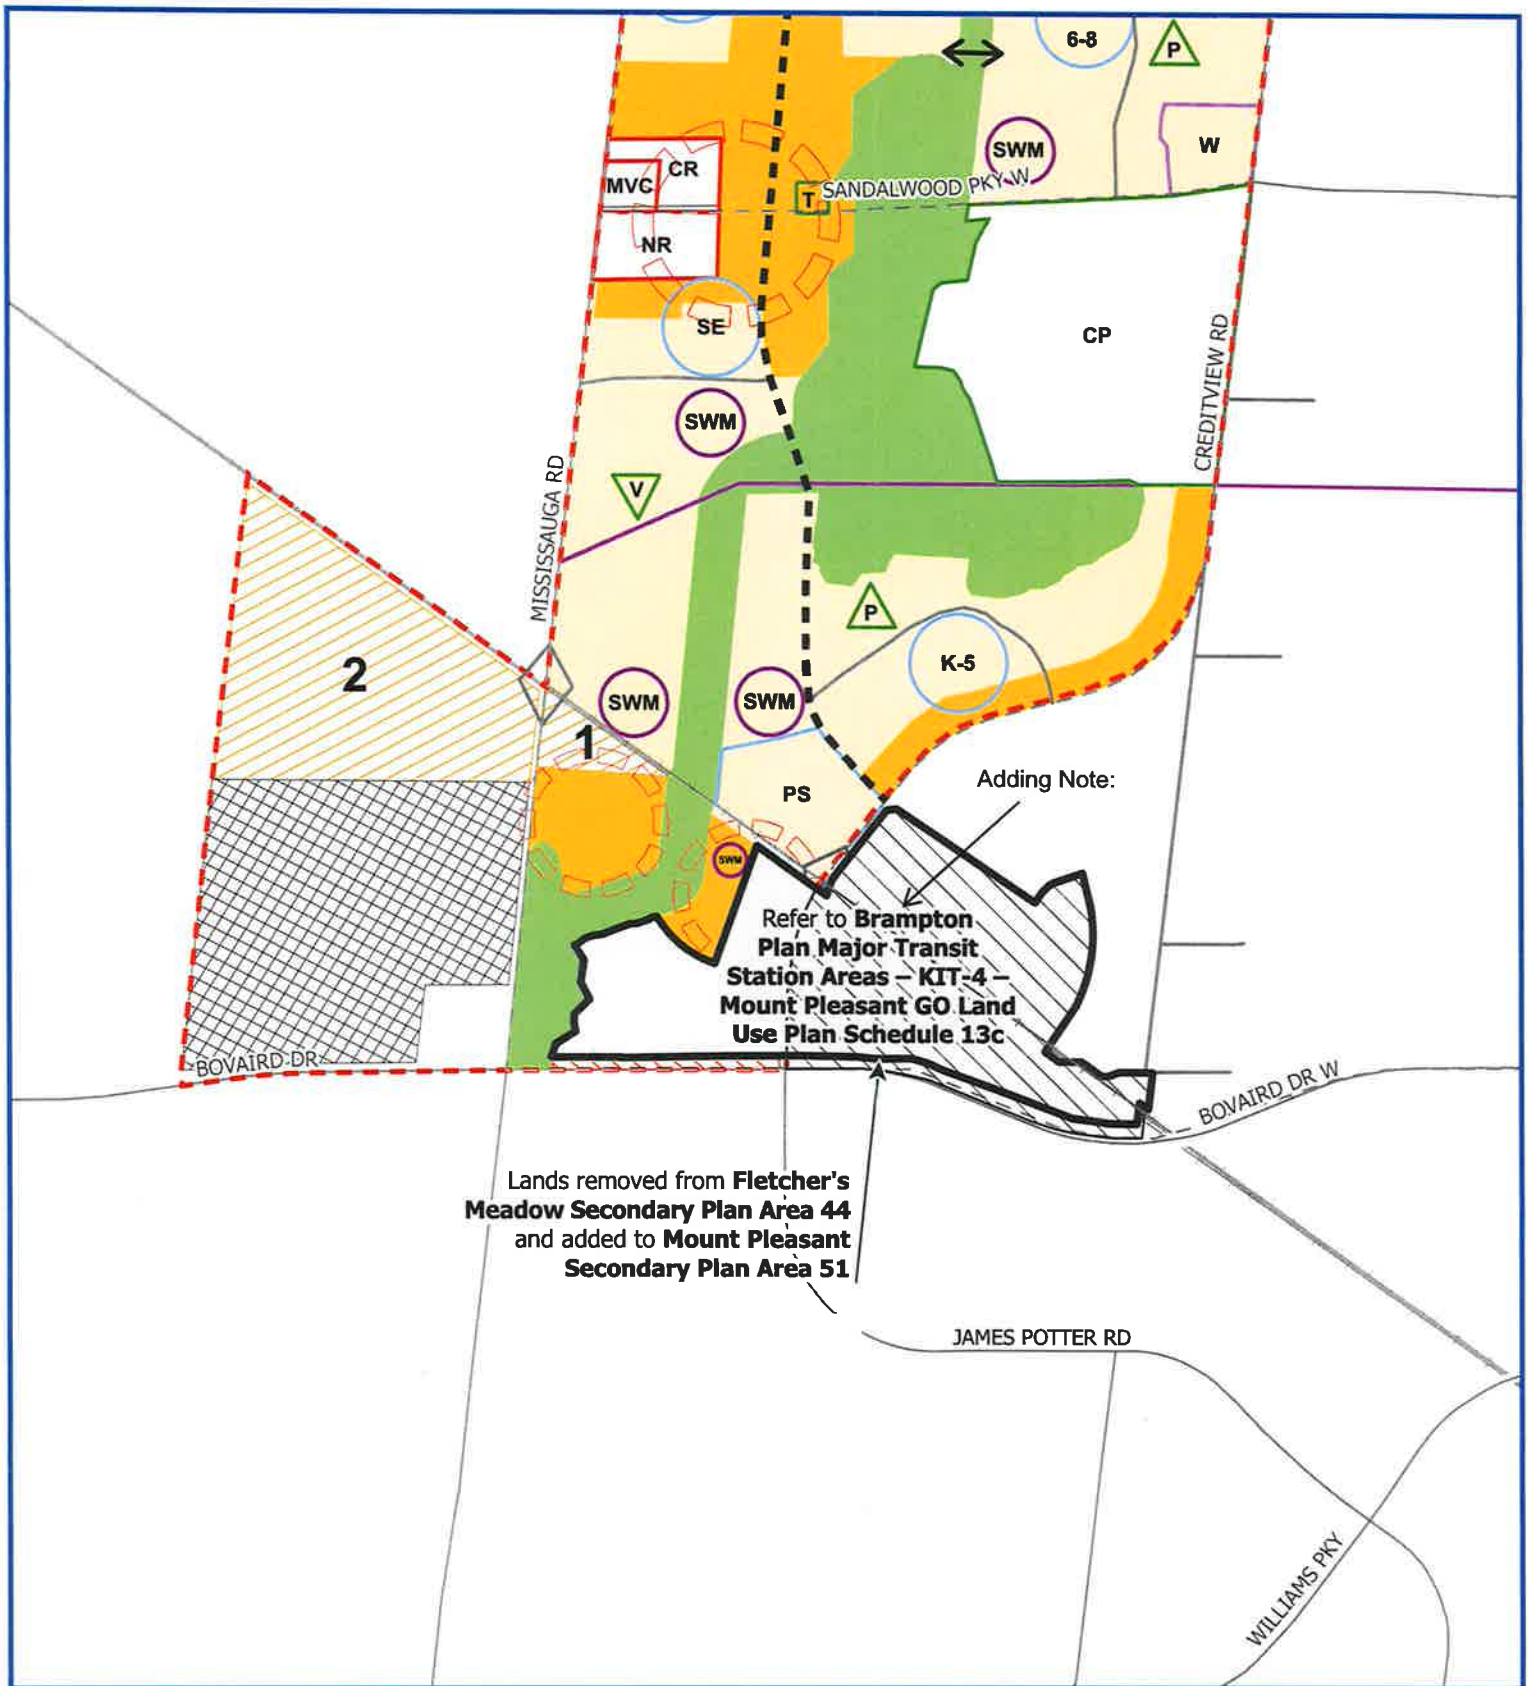 6-8
P
SWM
W
CR
MVC
T
SANDALWOOD PKY W
NR
SE
CP
CREDITVIEW RD
SWM
V
MISSISSAUGA RD
P
K-5
2
SWM
SWM
1
Adding Note:
PS
SWM
Refer to Brampton
Plan Major Transit
Station Areas – KIT-4 –
Mount Pleasant GO Land
Use Plan Schedule 13c
BOVAIRD DR
BOVAIRD DR W
Lands removed from Fletcher's
Meadow Secondary Plan Area 44
and added to Mount Pleasant
Secondary Plan Area 51
JAMES POTTER RD
WILLIAMS PKY